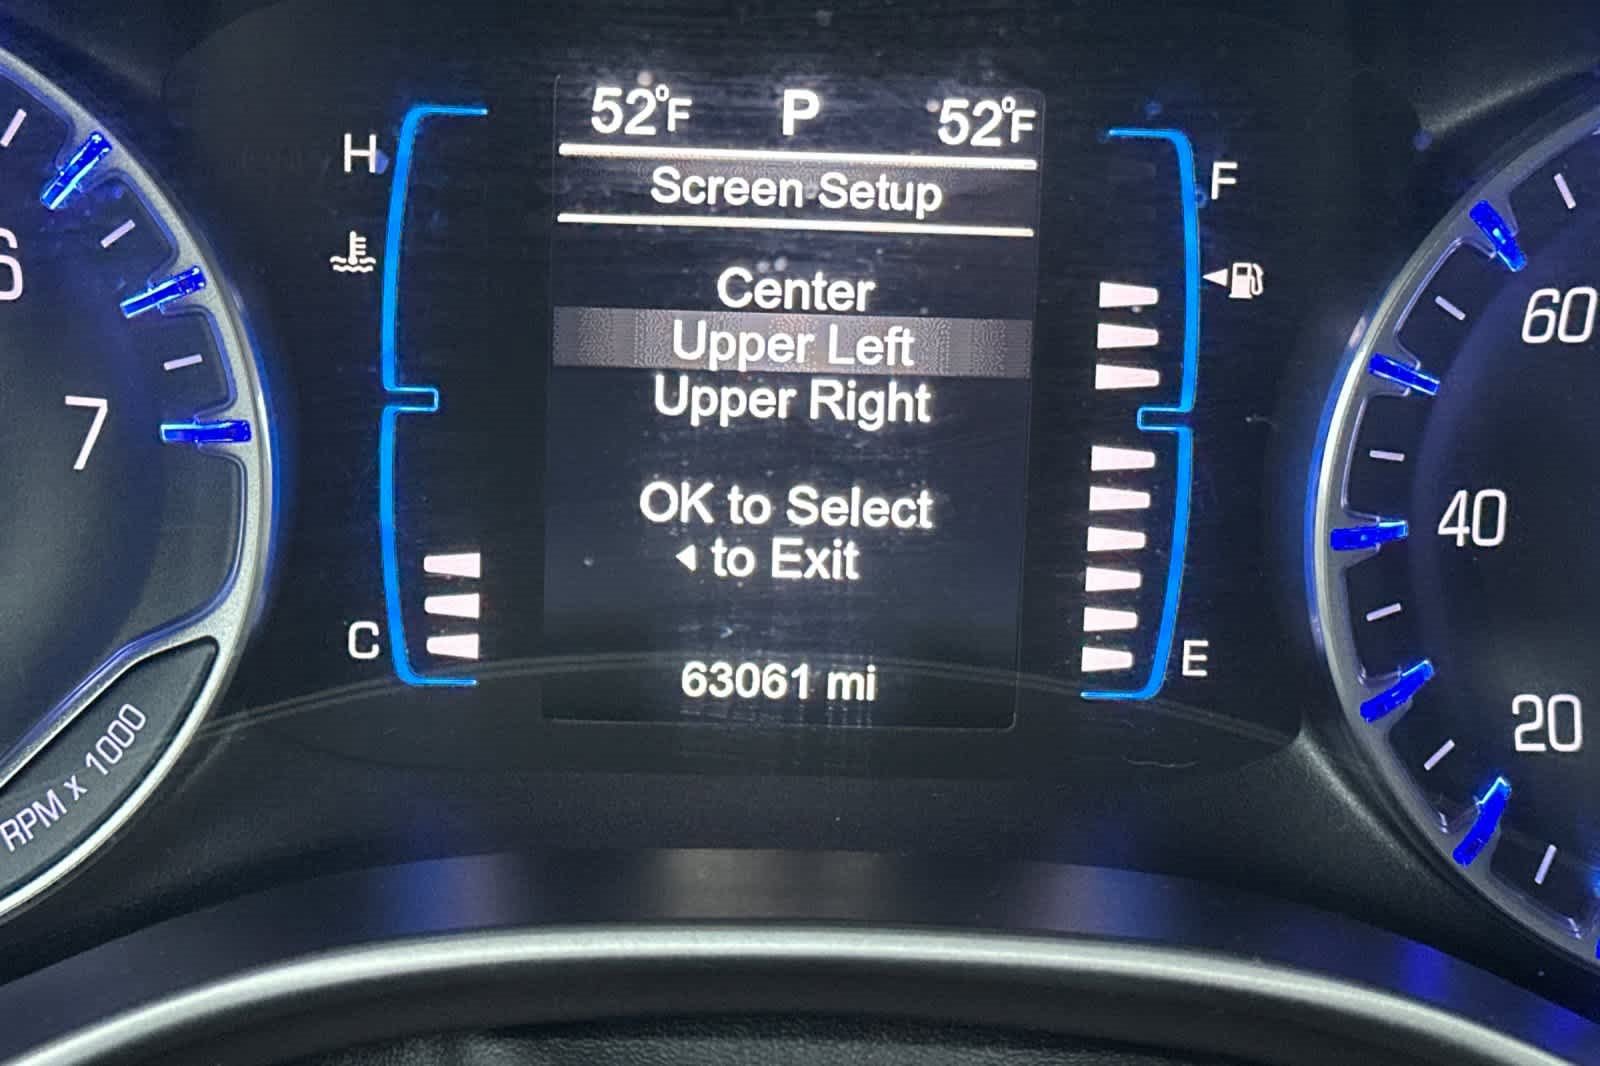 52°F P 52°F
Screen Setup
Center
Upper Left
Upper Right
OK to Select
◄ to Exit
63061 mi
H
C
F
E
6
7
RPM x 1000
60
40
20